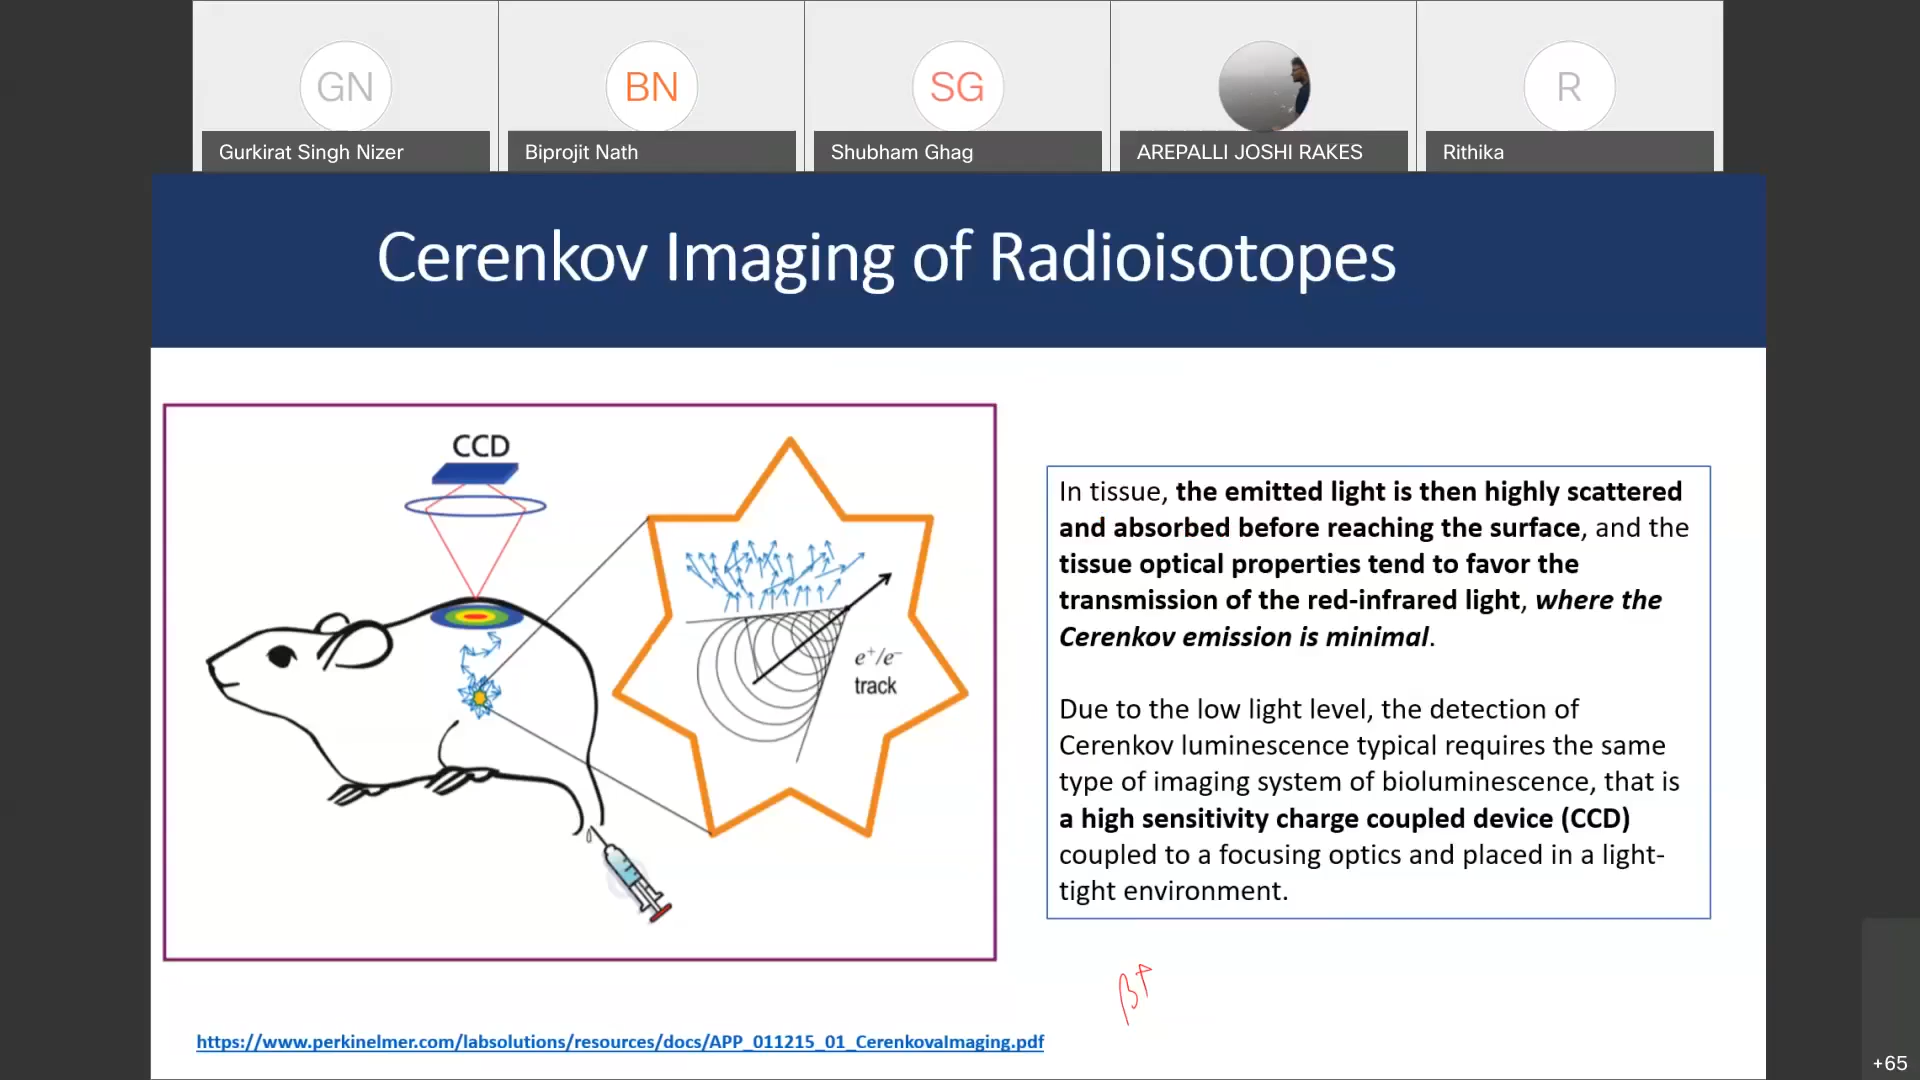 GN
BN
SG
R
Gurkirat Singh Nizer
Biprojit Nath
Shubham Ghag
AREPALLI JOSHI RAKES
Rithika
Cerenkov Imaging of Radioisotopes
CCD
e⁺/e⁻
track
In tissue, the emitted light is then highly scattered
and absorbed before reaching the surface, and the
tissue optical properties tend to favor the
transmission of the red-infrared light, where the
Cerenkov emission is minimal.
Due to the low light level, the detection of
Cerenkov luminescence typical requires the same
type of imaging system of bioluminescence, that is
a high sensitivity charge coupled device (CCD)
coupled to a focusing optics and placed in a light-
tight environment.
β+
https://www.perkinelmer.com/labsolutions/resources/docs/APP_011215_01_CerenkovaImaging.pdf
+65